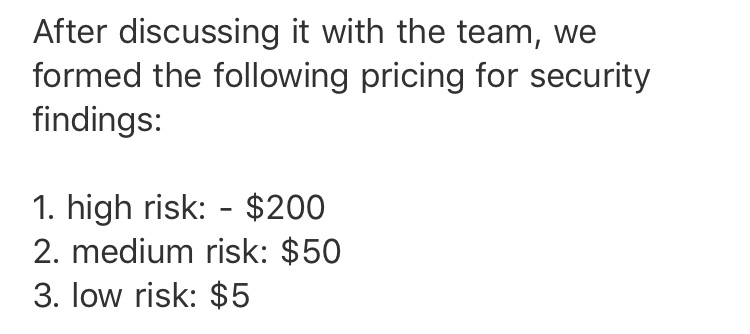 After discussing it with the team, we
formed the following pricing for security
findings:
1. high risk: - $200
2. medium risk: $50
3. low risk: $5